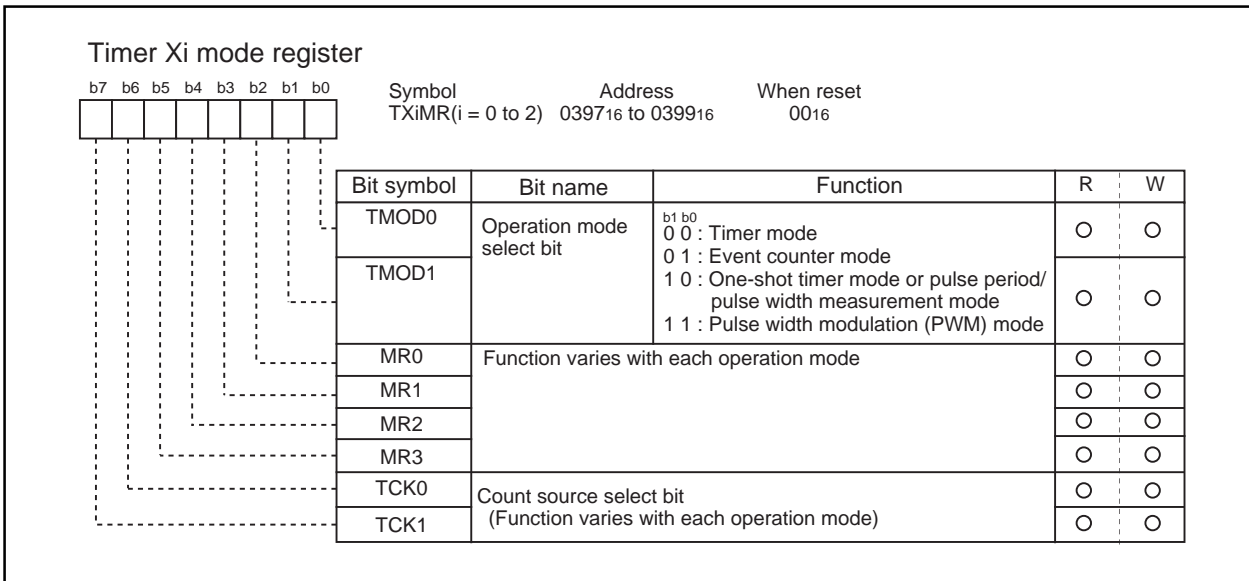 Timer Xi mode register
b7 b6 b5 b4 b3 b2 b1 b0
Symbol Address When reset
TXiMR(i = 0 to 2) 039716 to 039916 0016
Bit symbol Bit name Function R W
TMOD0 Operation mode select bit
b1 b0
0 0 : Timer mode
0 1 : Event counter mode
TMOD1 1 0 : One-shot timer mode or pulse period/
pulse width measurement mode
1 1 : Pulse width modulation (PWM) mode
MR0 Function varies with each operation mode
MR1
MR2
MR3
TCK0 Count source select bit
TCK1 (Function varies with each operation mode)